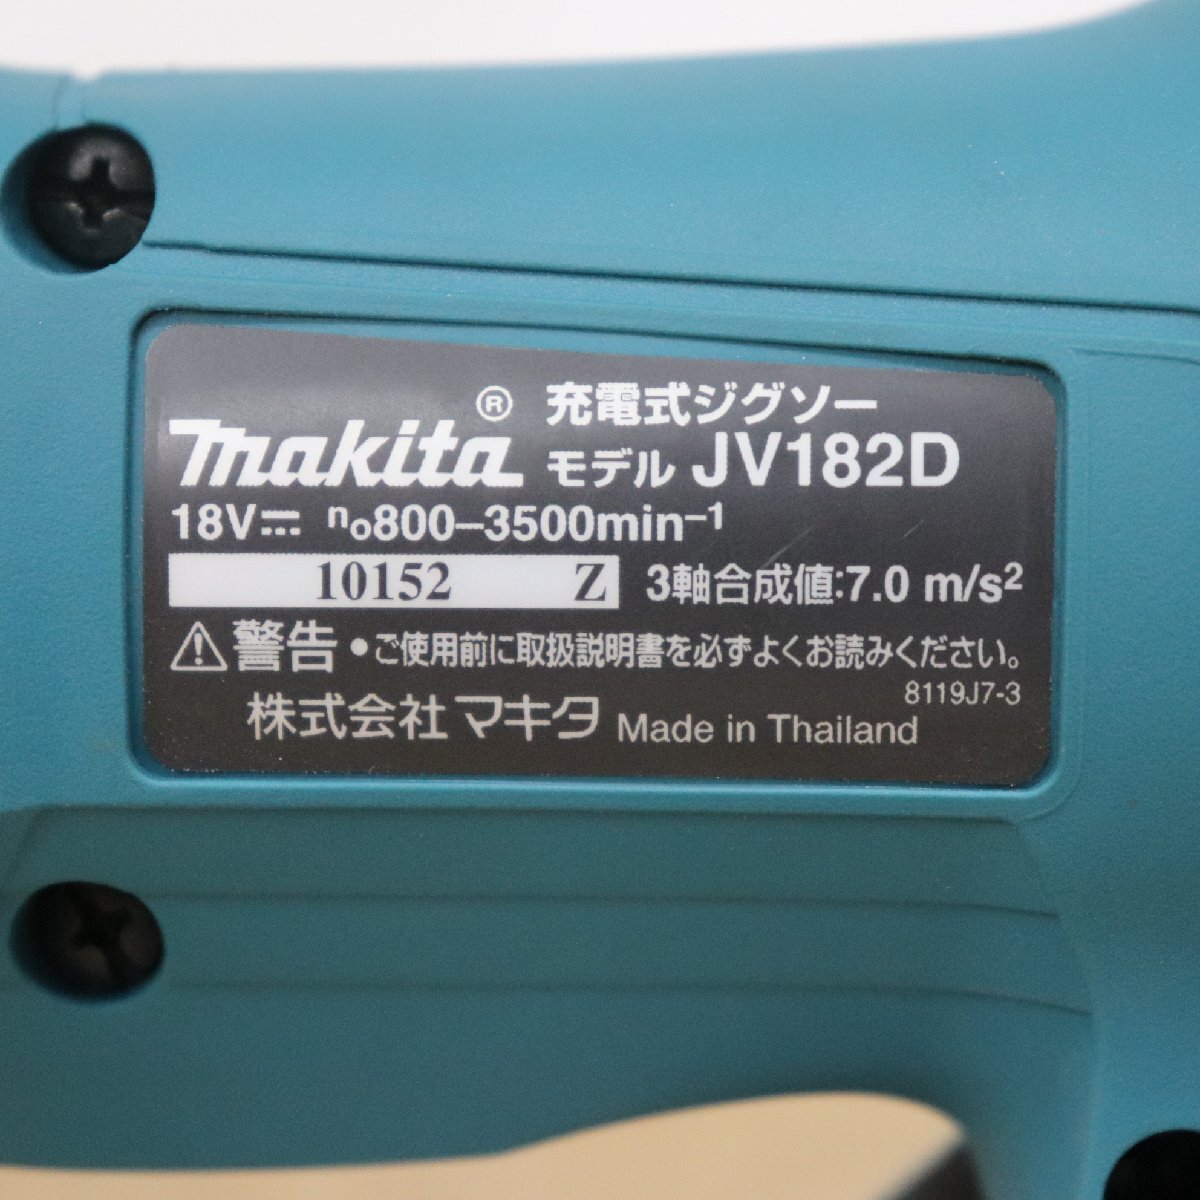 makita® 充電式ジグソー
モデル JV182D
18V⎓ no800–3500min–1
10152 Z 3軸合成値:7.0 m/s²
⚠警告 •ご使用前に取扱説明書を必ずよくお読みください。
8119J7-3
株式会社マキタ Made in Thailand